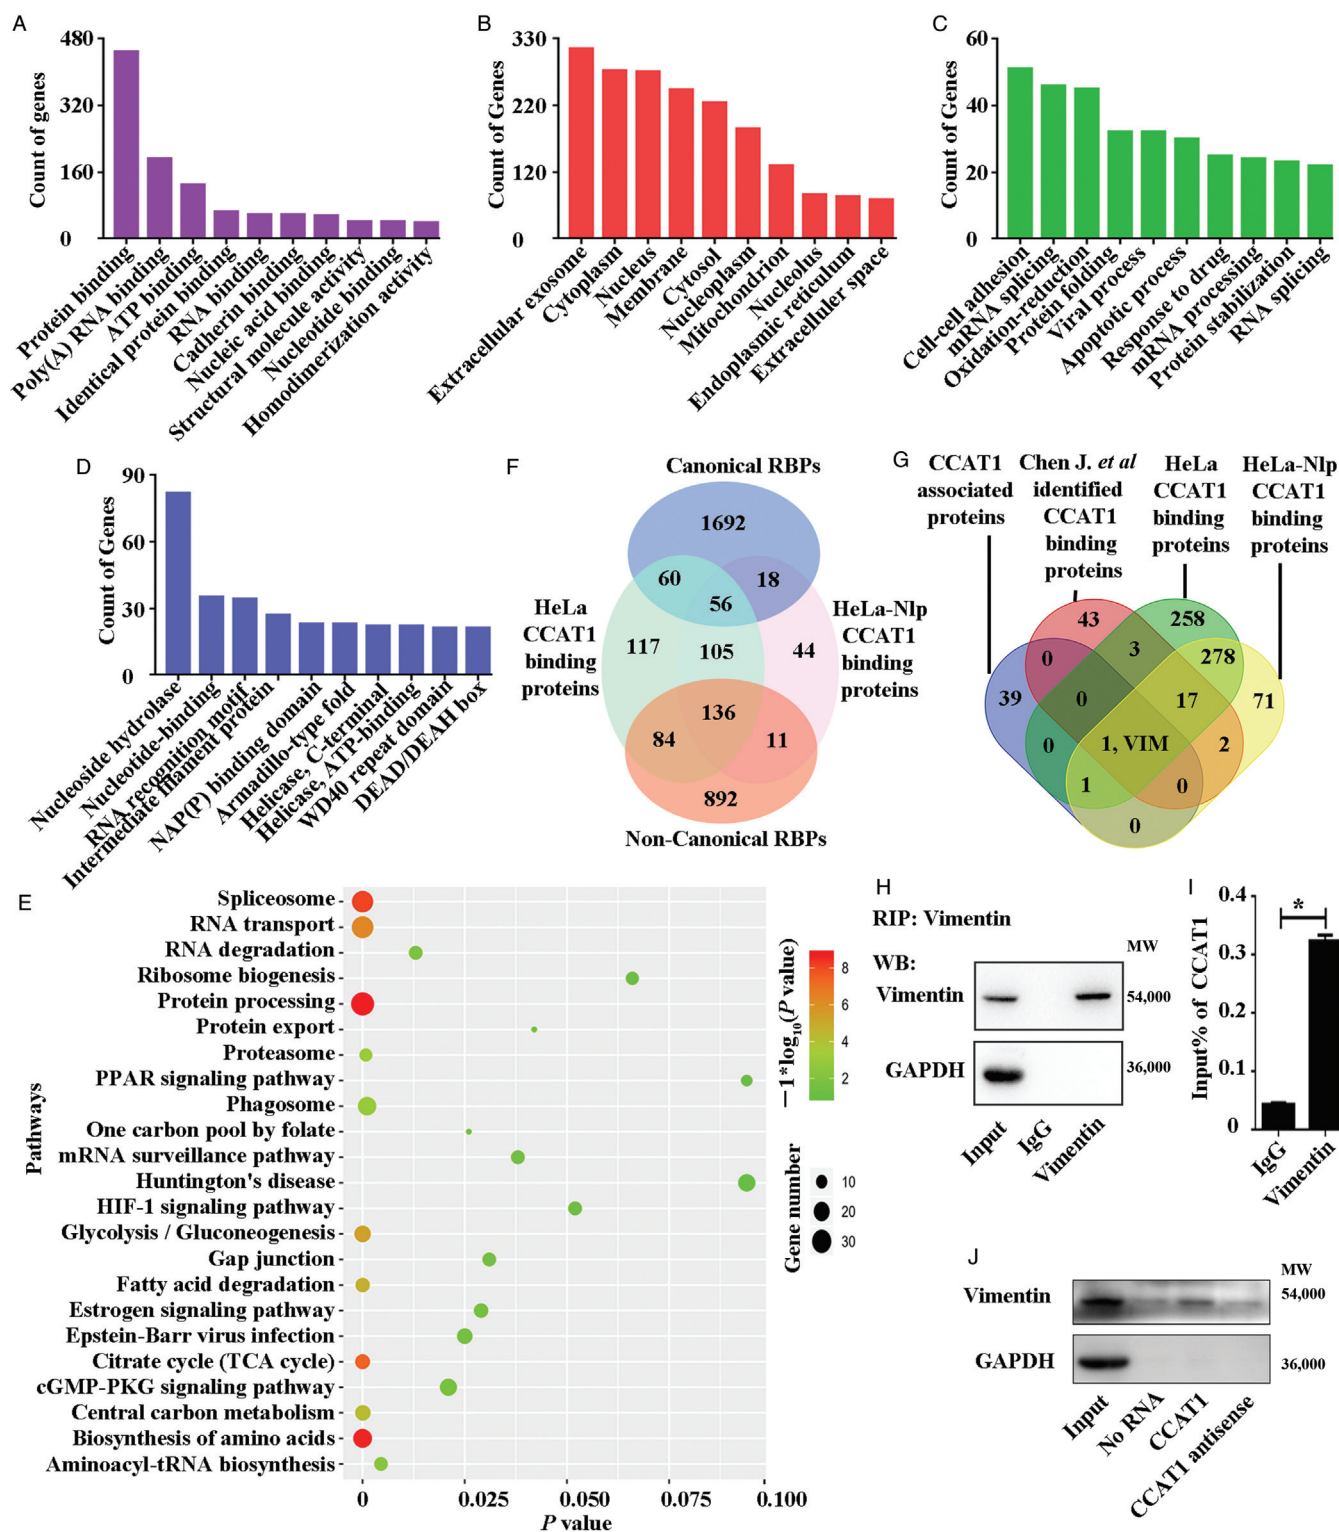 A
480
320
160
0
Count of genes
Protein binding
Poly(A) RNA binding
ATP binding
Identical protein binding
RNA binding
Cadherin binding
Nucleic acid binding
Structural molecule activity
Nucleotide binding
Homodimerization activity
B
330
220
120
0
Count of Genes
Extracellular exosome
Cytoplasm
Nucleus
Membrane
Cytosol
Nucleoplasm
Mitochondrion
Nucleolus
Endoplasmic reticulum
Extracelluler space
C
60
40
20
0
Count of Genes
Cell-cell adhesion
mRNA splicing
Oxidation-reduction
Protein folding
Viral process
Apoptotic process
Response to drug
mRNA processing
Protein stabilization
RNA splicing
D
90
60
30
0
Count of Genes
Nucleoside hydrolase
Nucleotide-binding
RNA recognition motif
Intermediate filament protein
NAP(P) binding domain
Armadillo-type fold
Helicase, C-terminal
Helicase, ATP-binding
WD40 repeat domain
DEAD/DEAH box
F
Canonical RBPs
1692
60
18
56
HeLa
CCAT1
binding
proteins
117
105
44
HeLa-Nlp
CCAT1
binding
proteins
136
84
11
892
Non-Canonical RBPs
G
CCAT1
associated
proteins
Chen J. et al
identified
CCAT1
binding
proteins
HeLa
CCAT1
binding
proteins
HeLa-Nlp
CCAT1
binding
proteins
43
258
0
3
278
39
0
17
71
0
1, VIM
2
1
0
0
E
Pathways
Spliceosome
RNA transport
RNA degradation
Ribosome biogenesis
Protein processing
Protein export
Proteasome
PPAR signaling pathway
Phagosome
One carbon pool by folate
mRNA surveillance pathway
Huntington's disease
HIF-1 signaling pathway
Glycolysis / Gluconeogenesis
Gap junction
Fatty acid degradation
Estrogen signaling pathway
Epstein-Barr virus infection
Citrate cycle (TCA cycle)
cGMP-PKG signaling pathway
Central carbon metabolism
Biosynthesis of amino acids
Aminoacyl-tRNA biosynthesis
0
0.025
0.050
0.075
0.100
P value
−1*log10(P value)
8
6
4
2
Gene number
10
20
30
H
RIP: Vimentin
WB:
MW
Vimentin
54,000
GAPDH
36,000
Input
IgG
Vimentin
I
0.4
0.3
0.2
0.1
0
Input% of CCAT1
*
IgG
Vimentin
J
MW
Vimentin
54,000
GAPDH
36,000
Input
No RNA
CCAT1
CCAT1 antisense